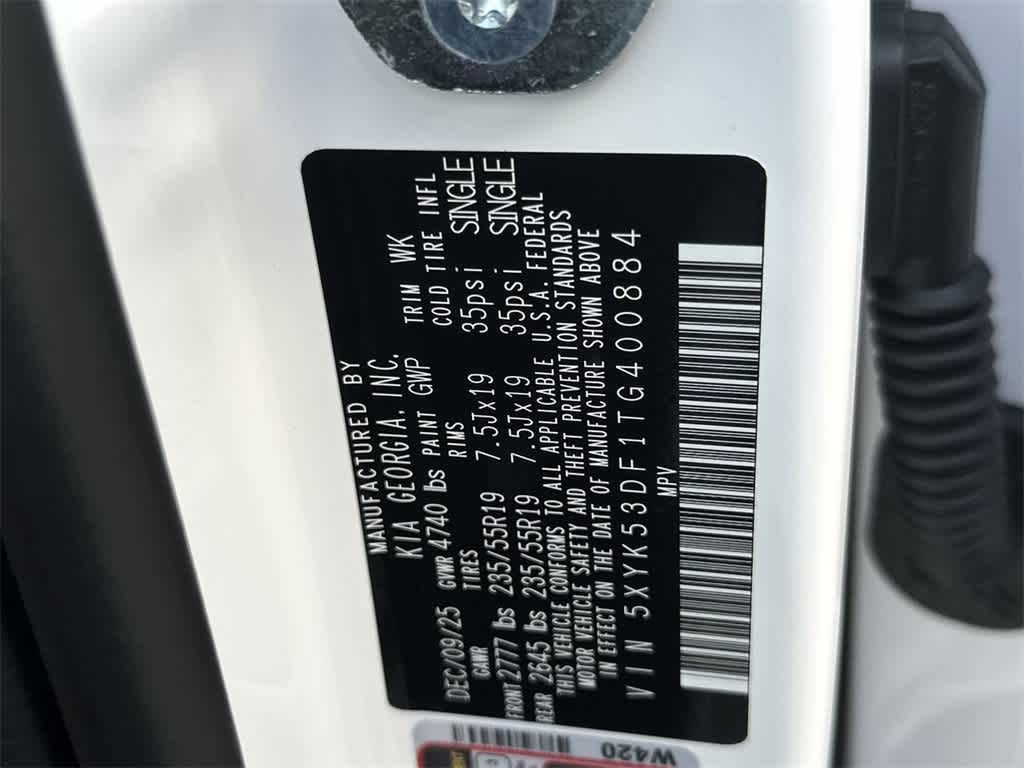 MANUFACTURED BY
KIA GEORGIA, INC.
DEC/09/25 GVWR 4740 lbs PAINT GWP TRIM WK
GAWR TIRES RIMS COLD TIRE INFL
FRONT 2777 lbs 235/55R19 7.5Jx19 35psi SINGLE
REAR 2645 lbs 235/55R19 7.5Jx19 35psi SINGLE
THIS VEHICLE CONFORMS TO ALL APPLICABLE U.S.A. FEDERAL
MOTOR VEHICLE SAFETY AND THEFT PREVENTION STANDARDS
IN EFFECT ON THE DATE OF MANUFACTURE SHOWN ABOVE
VIN 5XYK53DF1TG400884
MPV
W420